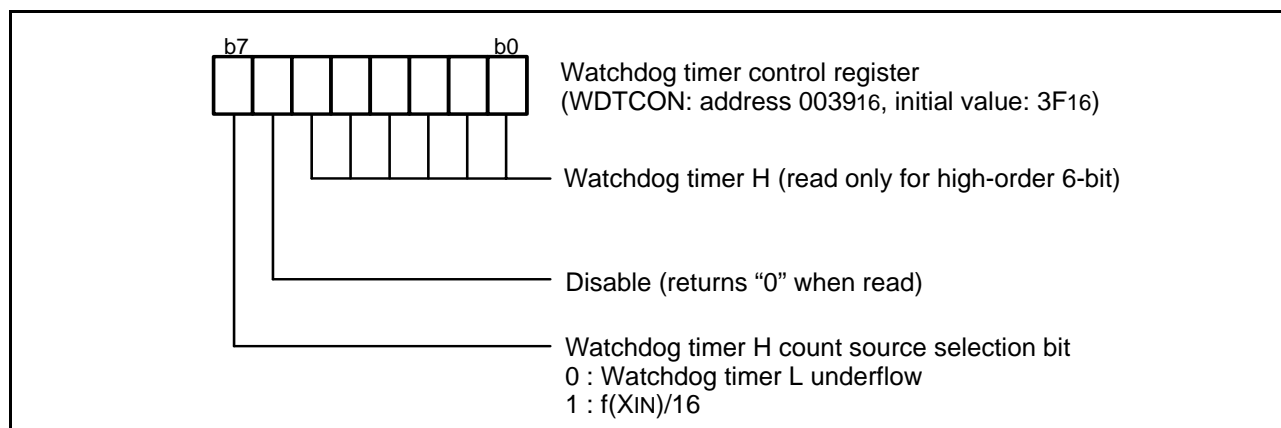 b7 b0
Watchdog timer control register
(WDTCON: address 003916, initial value: 3F16)
Watchdog timer H (read only for high-order 6-bit)
Disable (returns “0” when read)
Watchdog timer H count source selection bit
0 : Watchdog timer L underflow
1 : f(XIN)/16